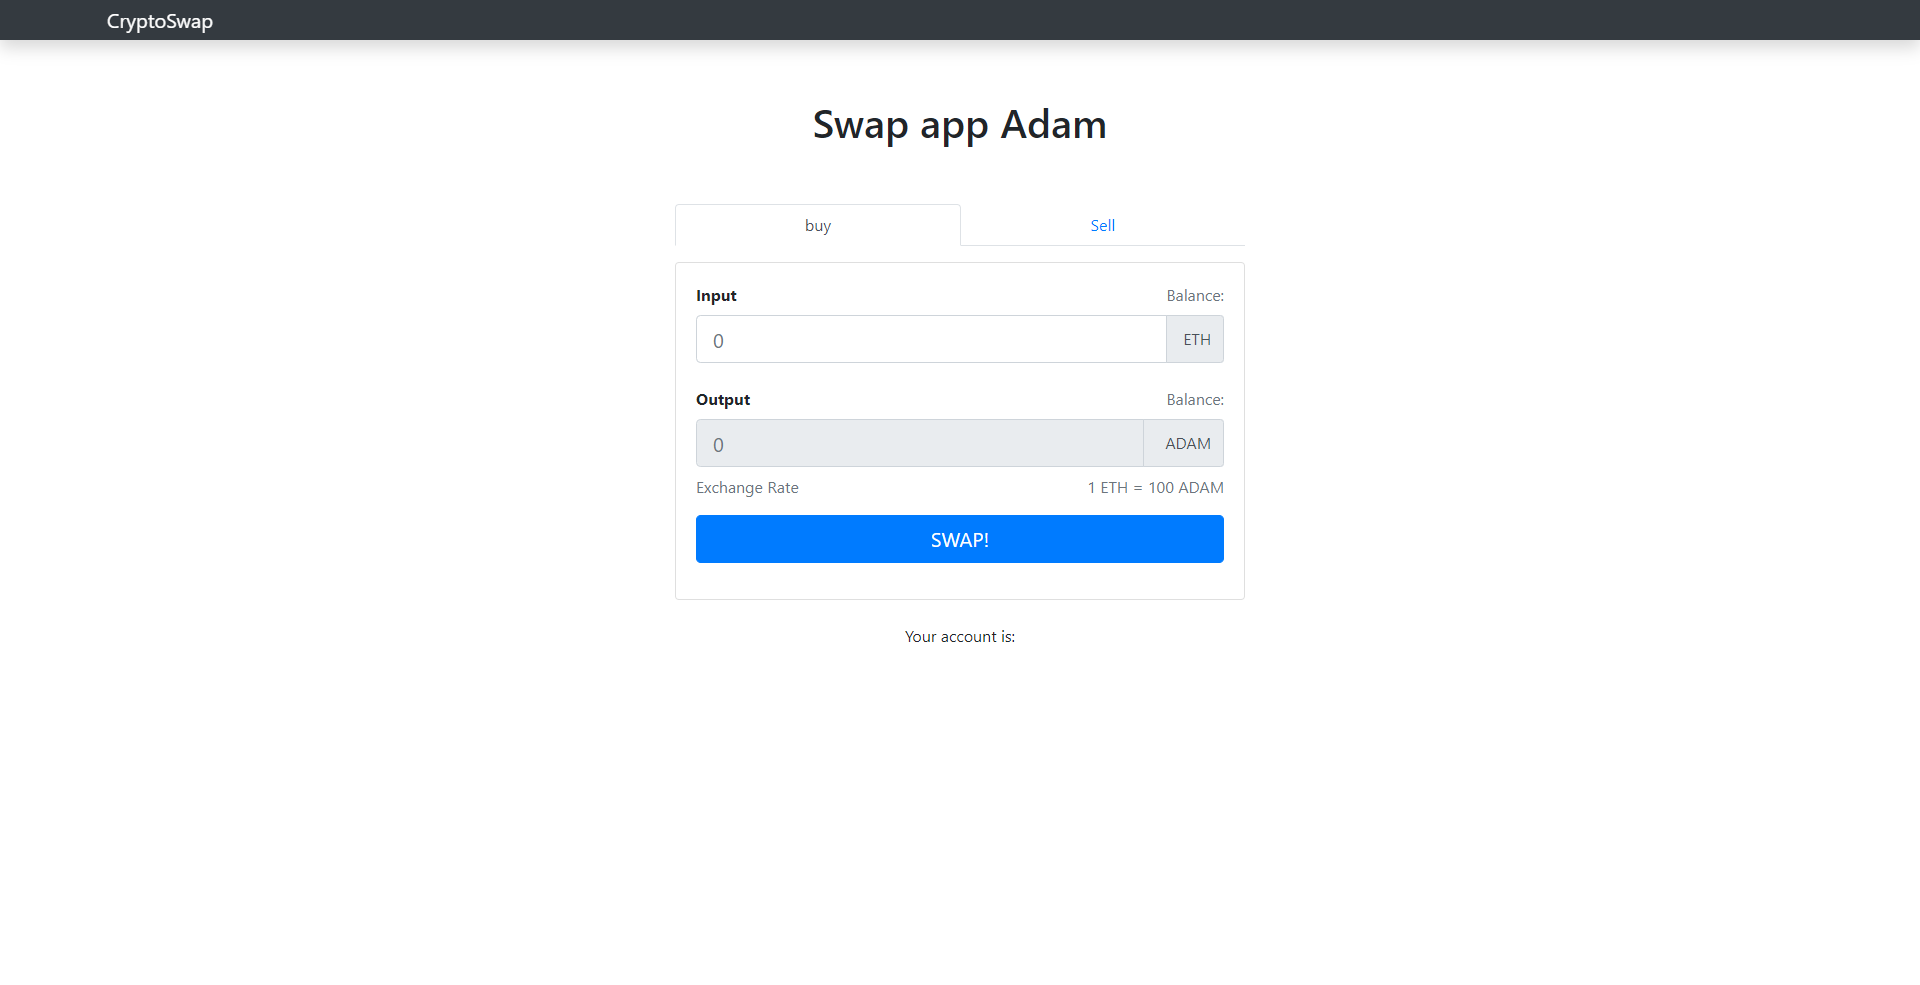 CryptoSwap
Swap app Adam
buy Sell
Input Balance:
0 ETH
Output Balance:
0 ADAM
Exchange Rate 1 ETH = 100 ADAM
SWAP!
Your account is: